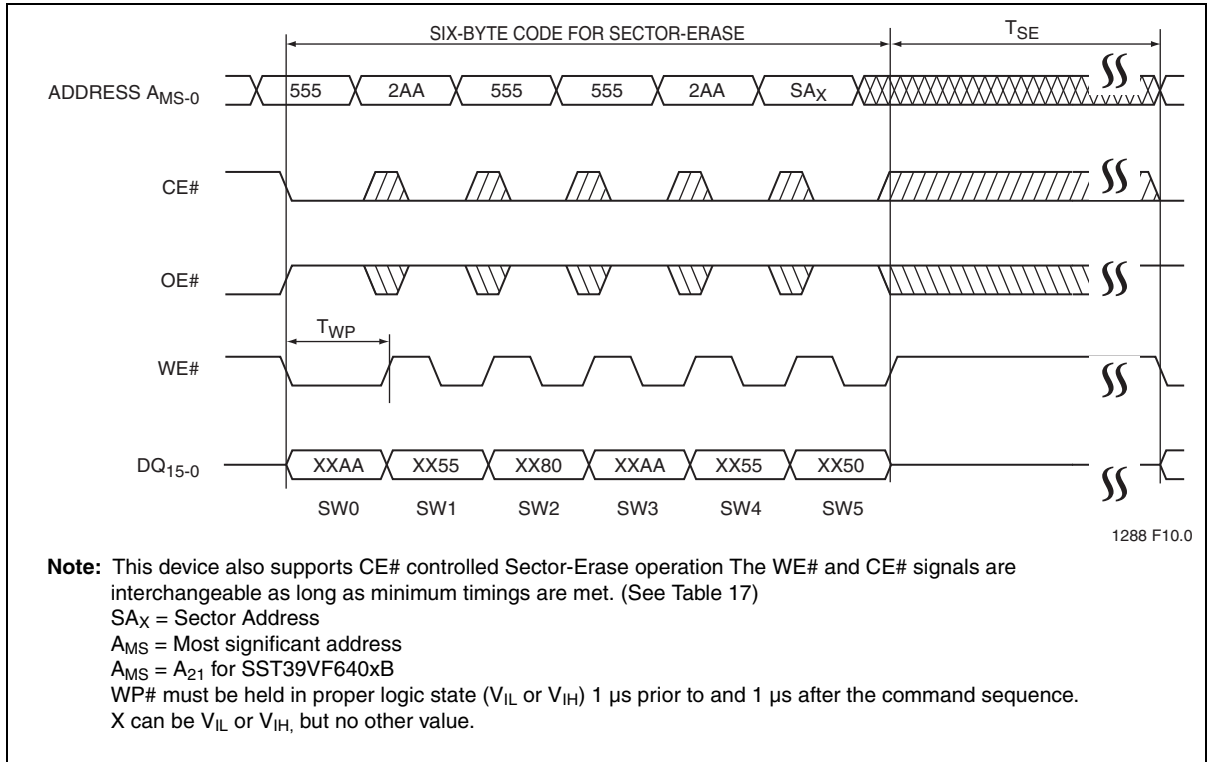 SIX-BYTE CODE FOR SECTOR-ERASE TSE
ADDRESS AMS-0 555 2AA 555 555 2AA SAX
CE#
OE#
TWP
WE#
DQ15-0 XXAA XX55 XX80 XXAA XX55 XX50
SW0 SW1 SW2 SW3 SW4 SW5
1288 F10.0
Note: This device also supports CE# controlled Sector-Erase operation The WE# and CE# signals are
interchangeable as long as minimum timings are met. (See Table 17)
SAX = Sector Address
AMS = Most significant address
AMS = A21 for SST39VF640xB
WP# must be held in proper logic state (VIL or VIH) 1 µs prior to and 1 µs after the command sequence.
X can be VIL or VIH, but no other value.